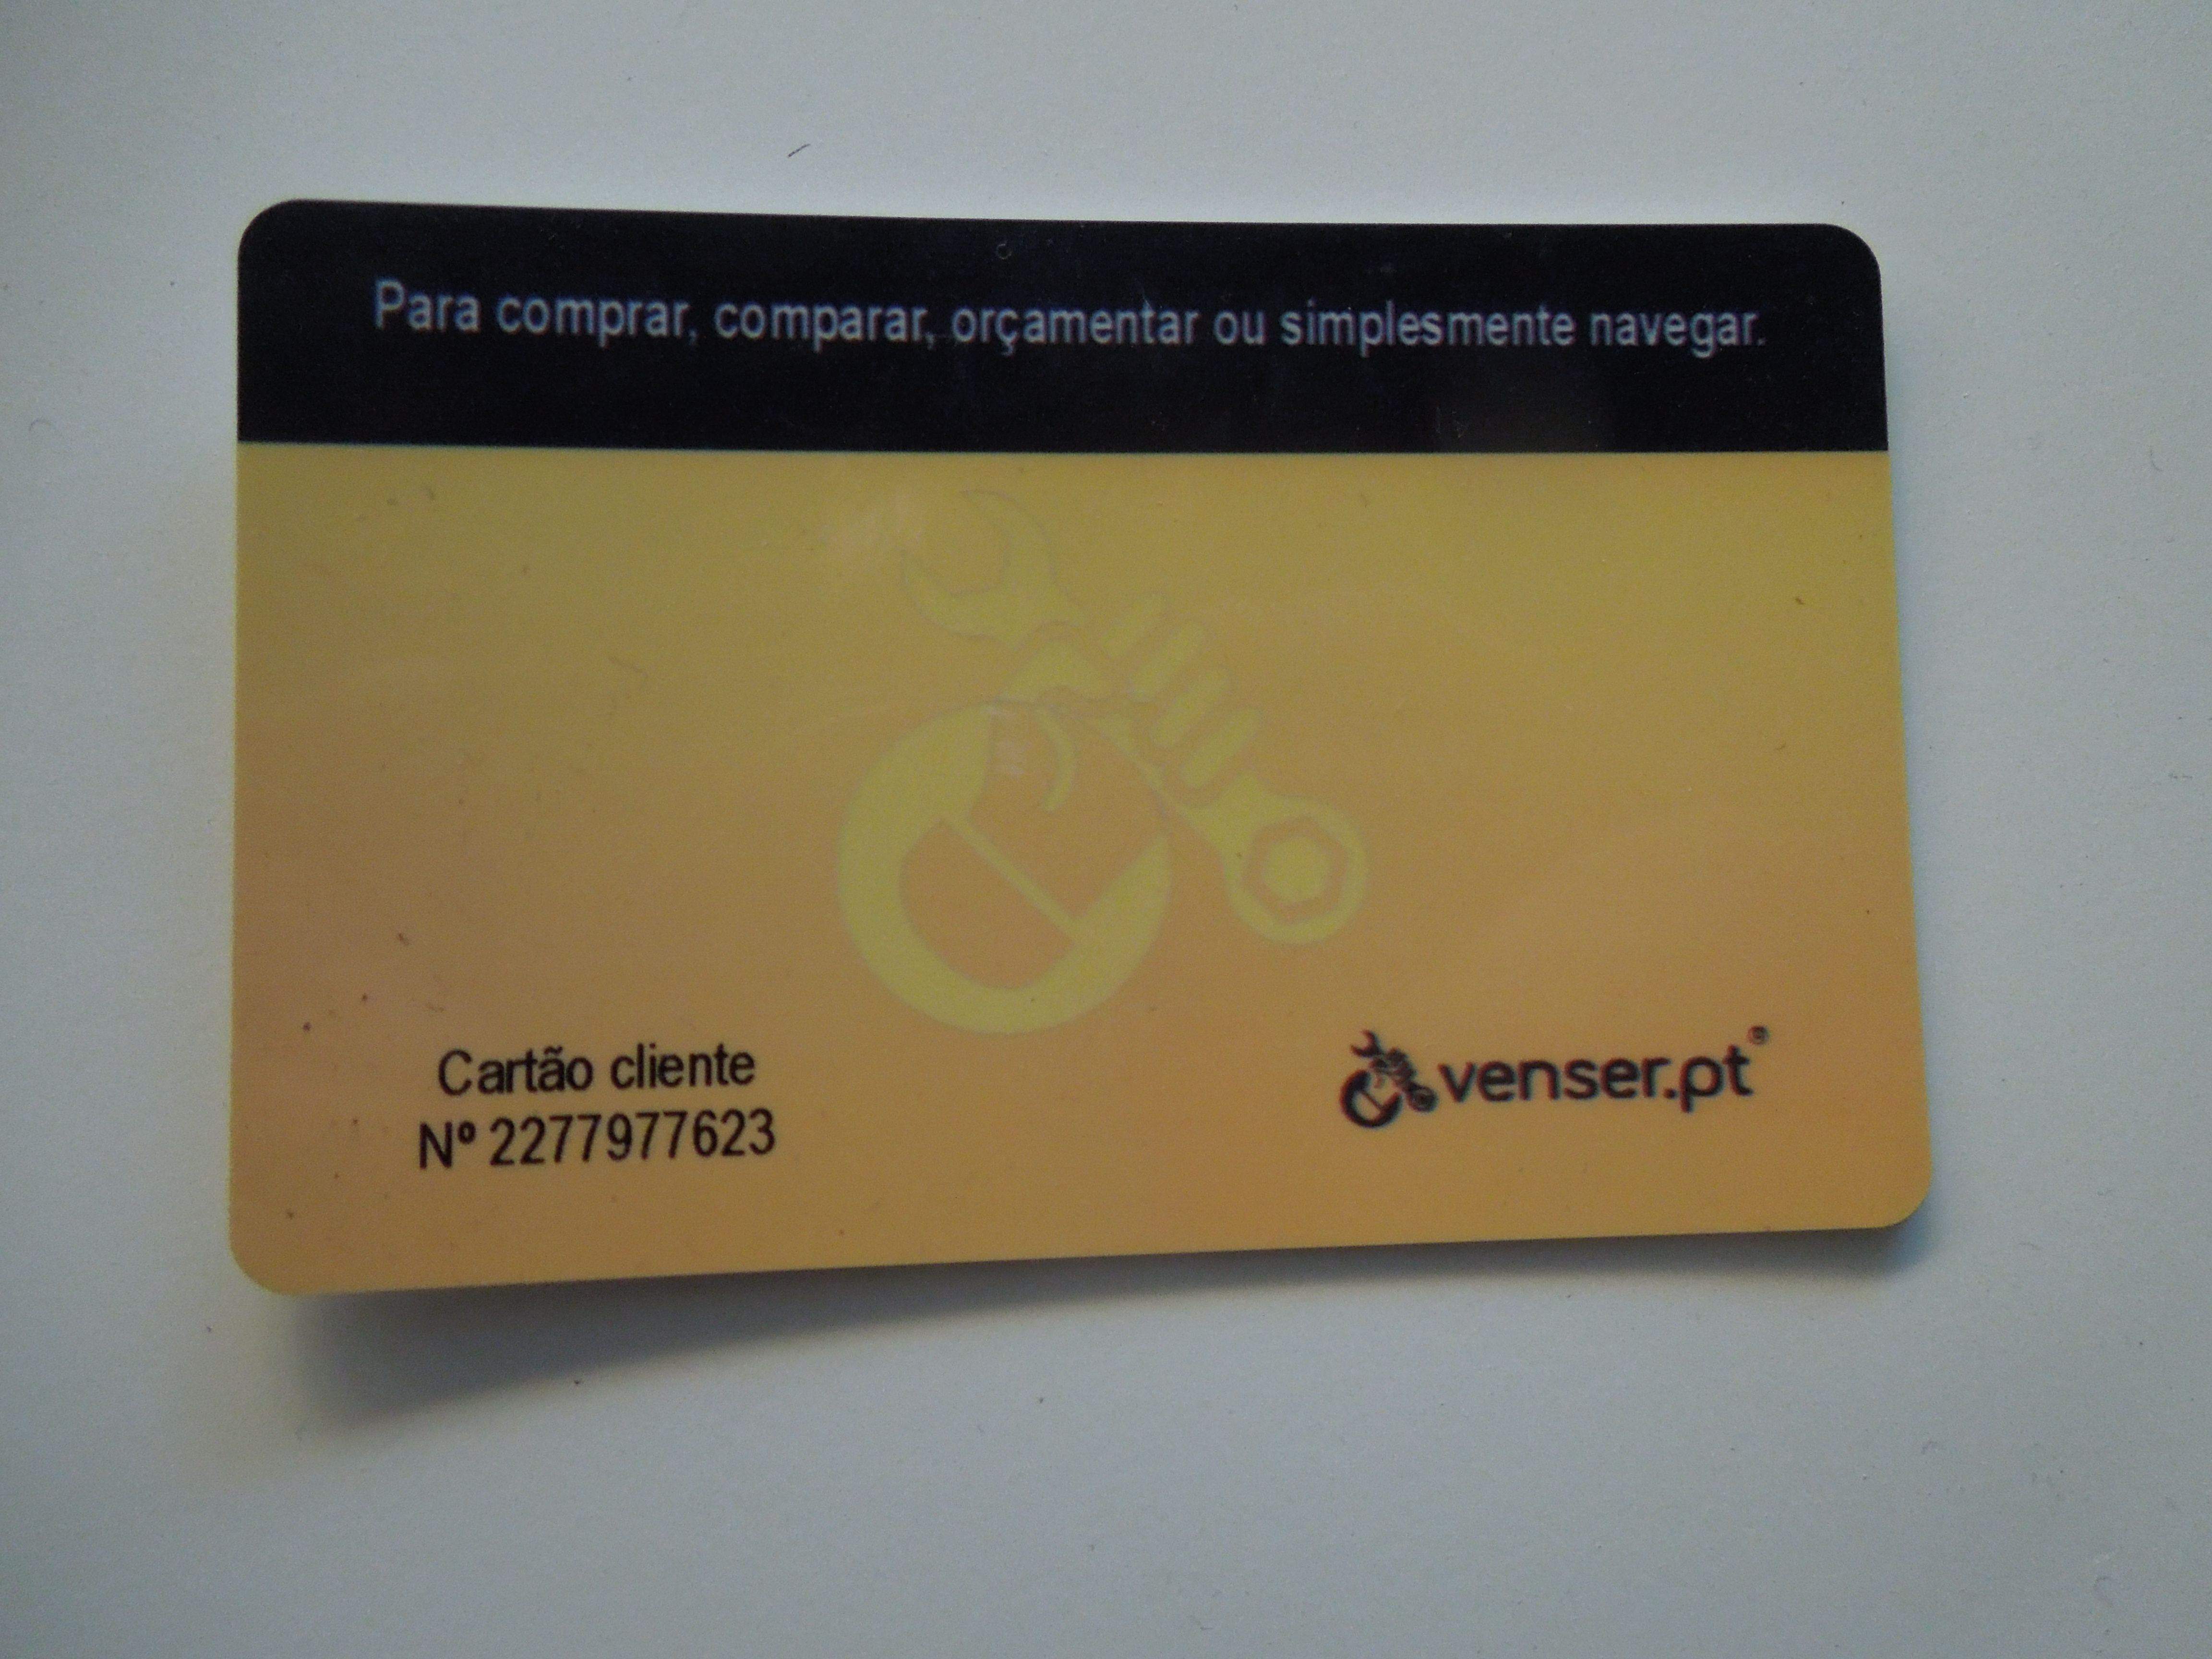 Para comprar, comparar, orçamentar ou simplesmente navegar.
Cartão cliente
Nº 2277977623
venser.pt®